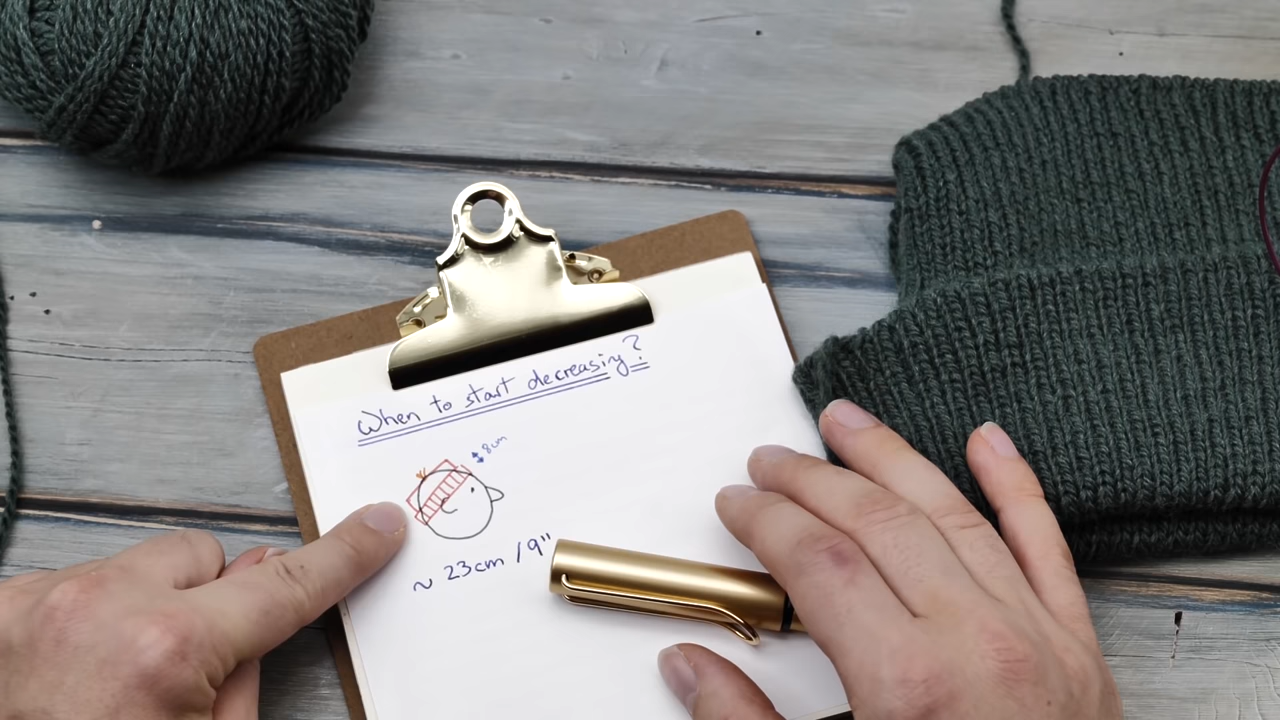 When to start decreasing?
8cm
~ 23cm / 9"